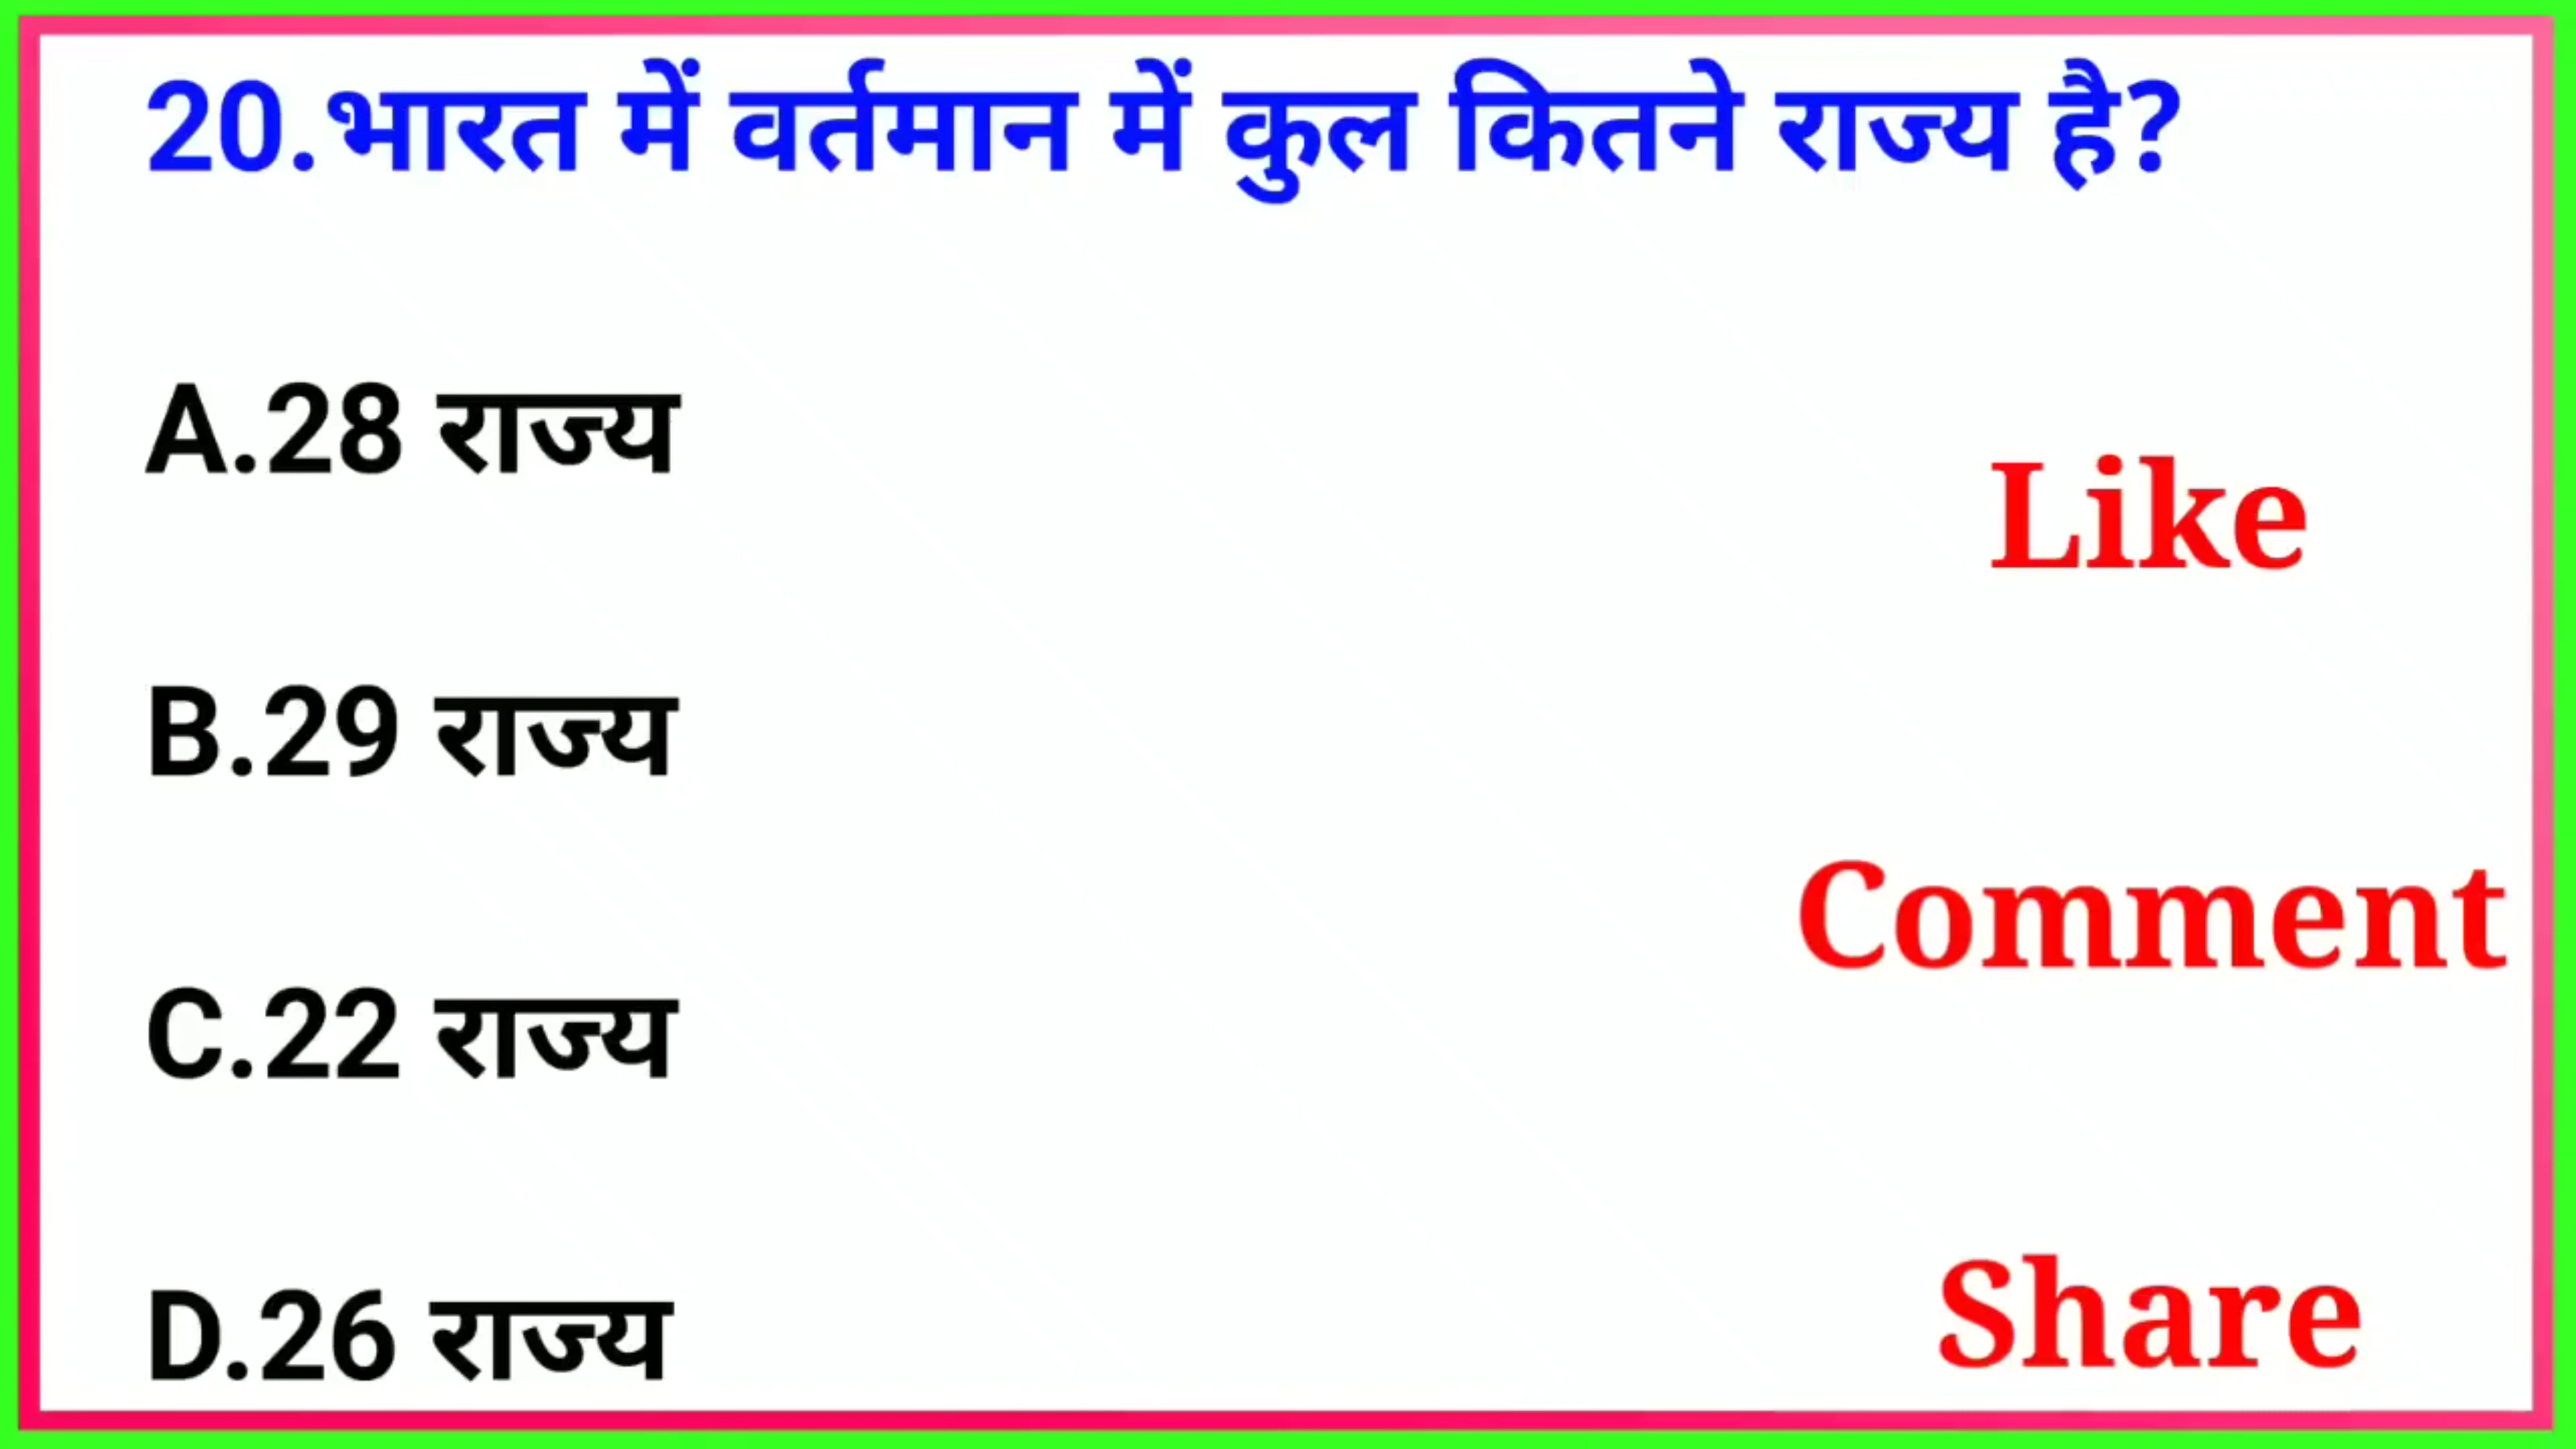 20.भारत में वर्तमान में कुल कितने राज्य है?
A.28 राज्य
Like
B.29 राज्य
Comment
C.22 राज्य
Share
D.26 राज्य